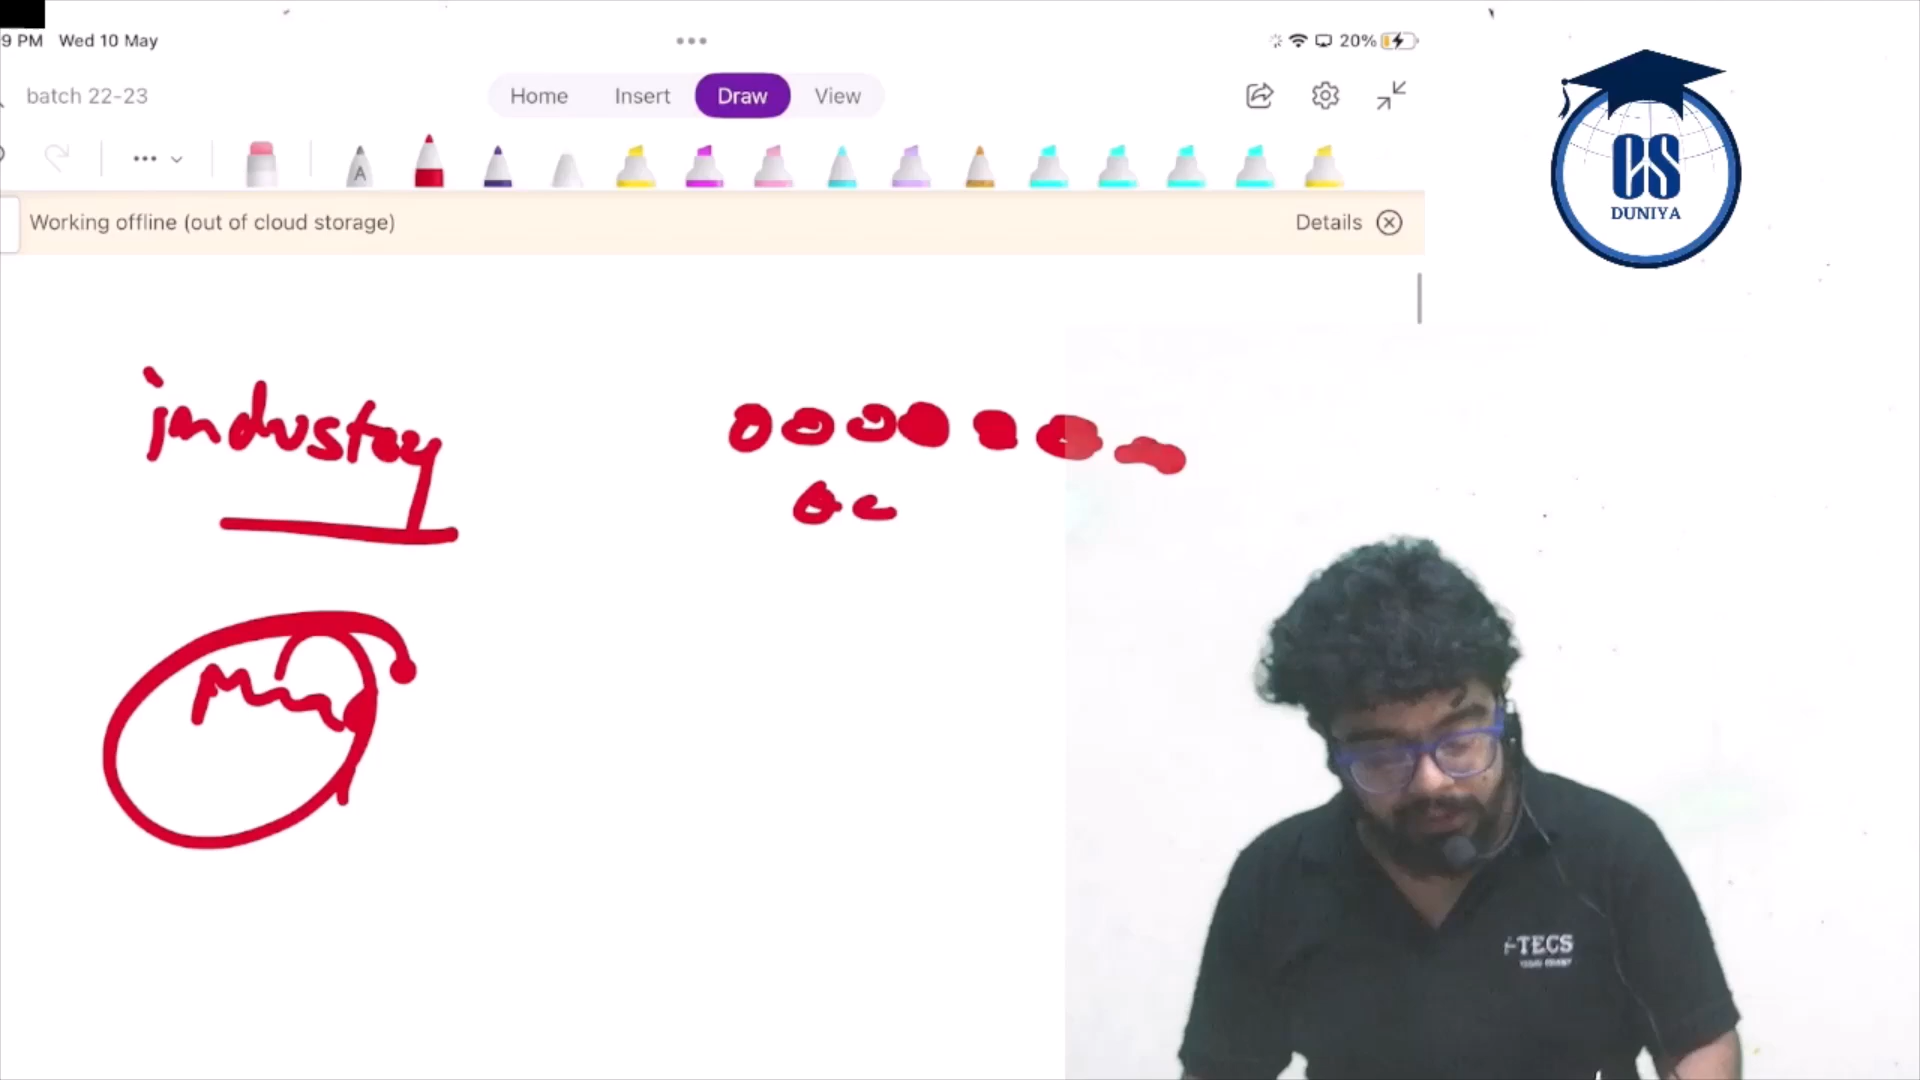 9 PM Wed 10 May
20%
batch 22-23
Home Insert Draw View
A
Working offline (out of cloud storage)
Details
CS
DUNIYA
industry
TECS